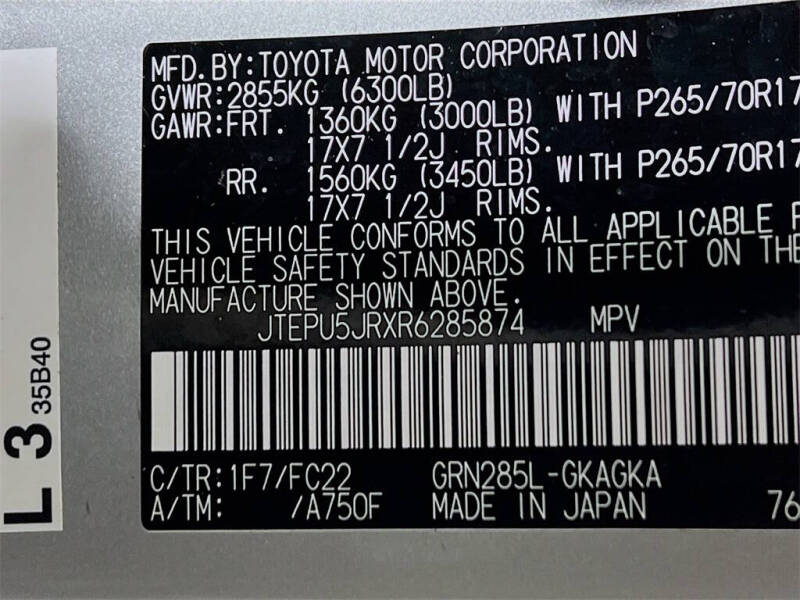 MFD.BY:TOYOTA MOTOR CORPORATION
GVWR:2855KG (6300LB)
GAWR:FRT. 1360KG (3000LB) WITH P265/70R17
17X7 1/2J RIMS.
RR. 1560KG (3450LB) WITH P265/70R17
17X7 1/2J RIMS.
THIS VEHICLE CONFORMS TO ALL APPLICABLE F
VEHICLE SAFETY STANDARDS IN EFFECT ON THE
MANUFACTURE SHOWN ABOVE.
JTEPU5JRXR6285874 MPV
C/TR:1F7/FC22 GRN285L-GKAGKA
A/TM: /A750F MADE IN JAPAN 76
L 3 35B40